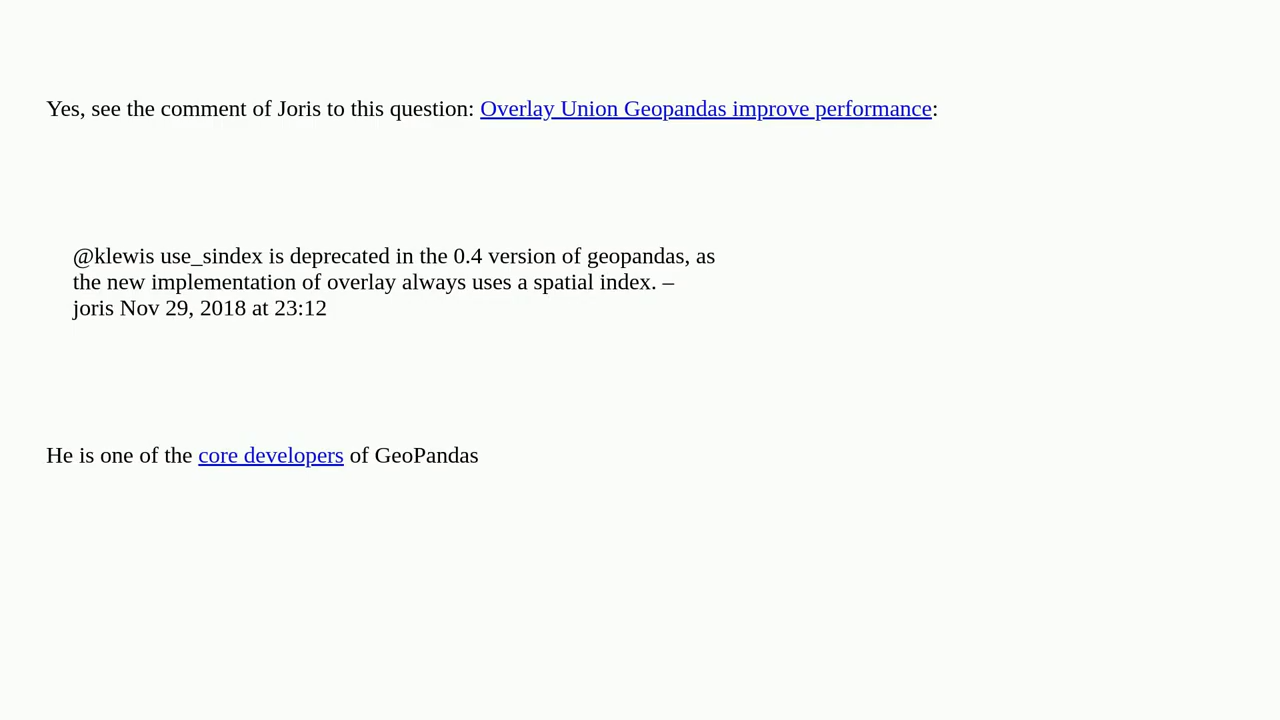 Yes, see the comment of Joris to this question: Overlay Union Geopandas improve performance:
@klewis use_sindex is deprecated in the 0.4 version of geopandas, as
the new implementation of overlay always uses a spatial index. –
joris Nov 29, 2018 at 23:12
He is one of the core developers of GeoPandas